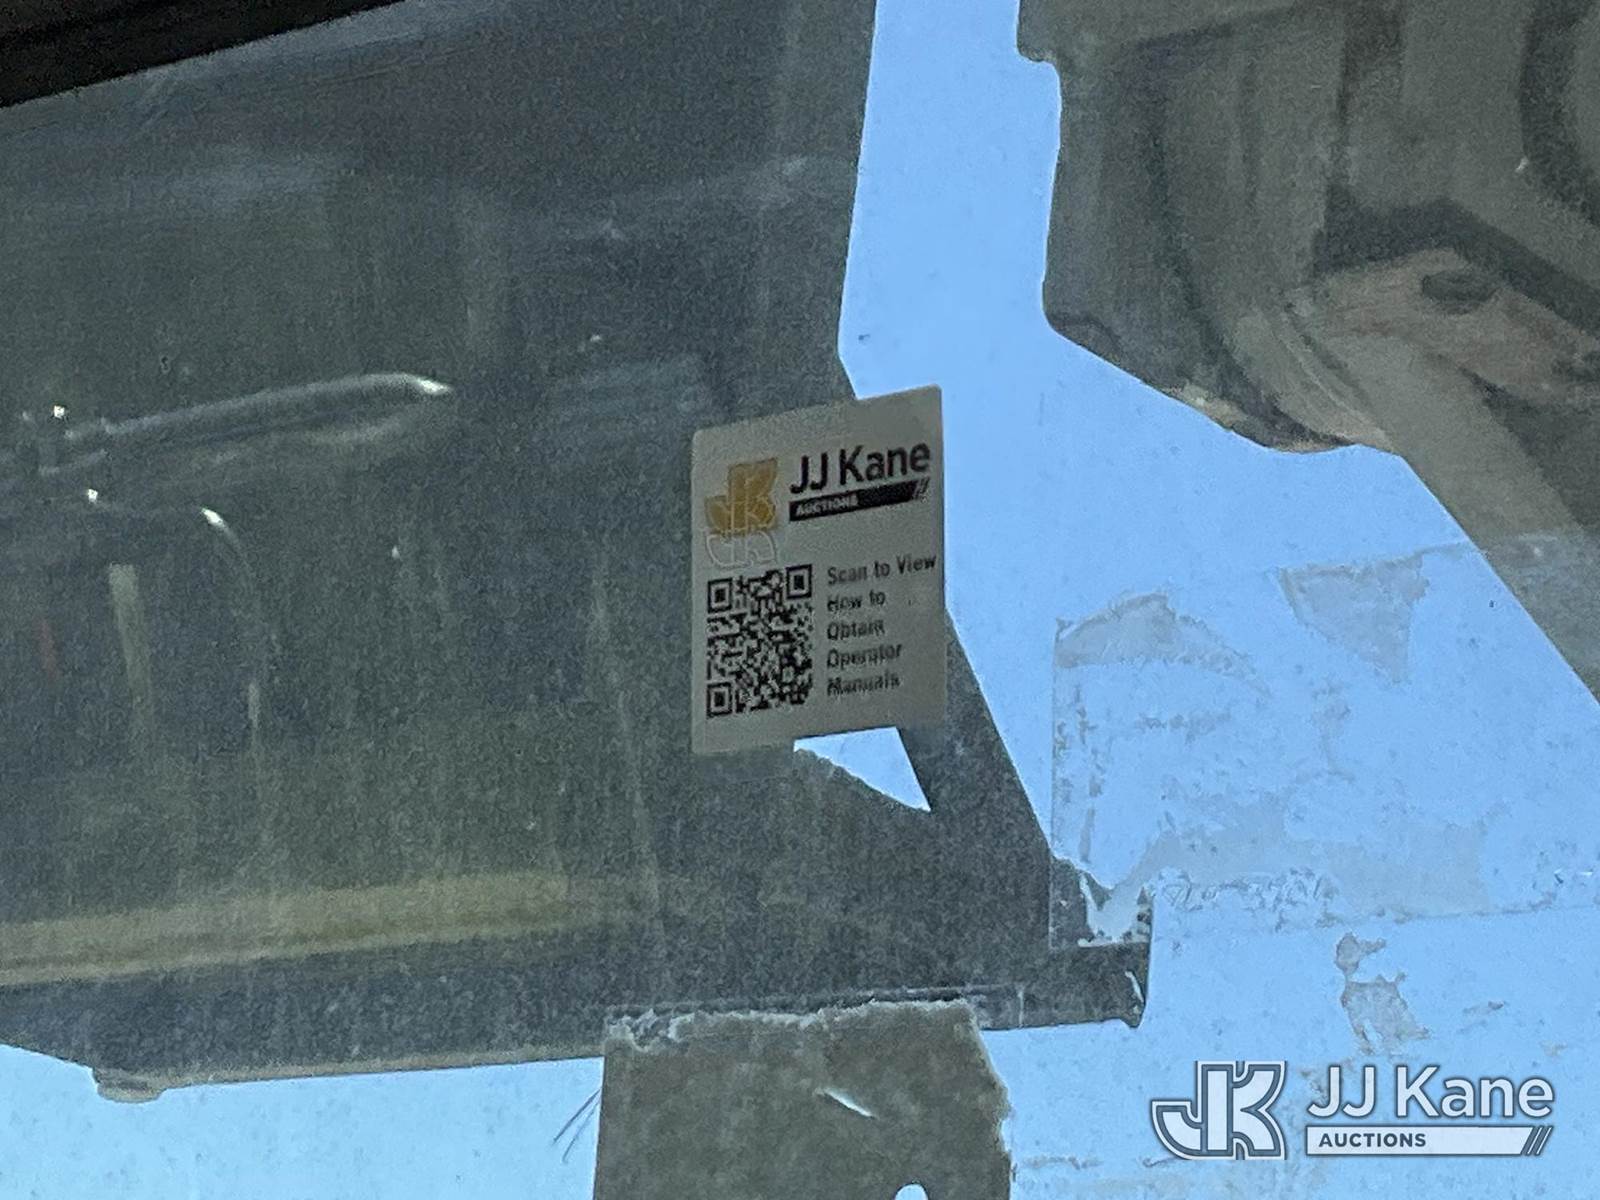 JJ Kane
AUCTIONS
Scan to View
How to
Obtain
Operator
Manuals
JJ Kane
AUCTIONS